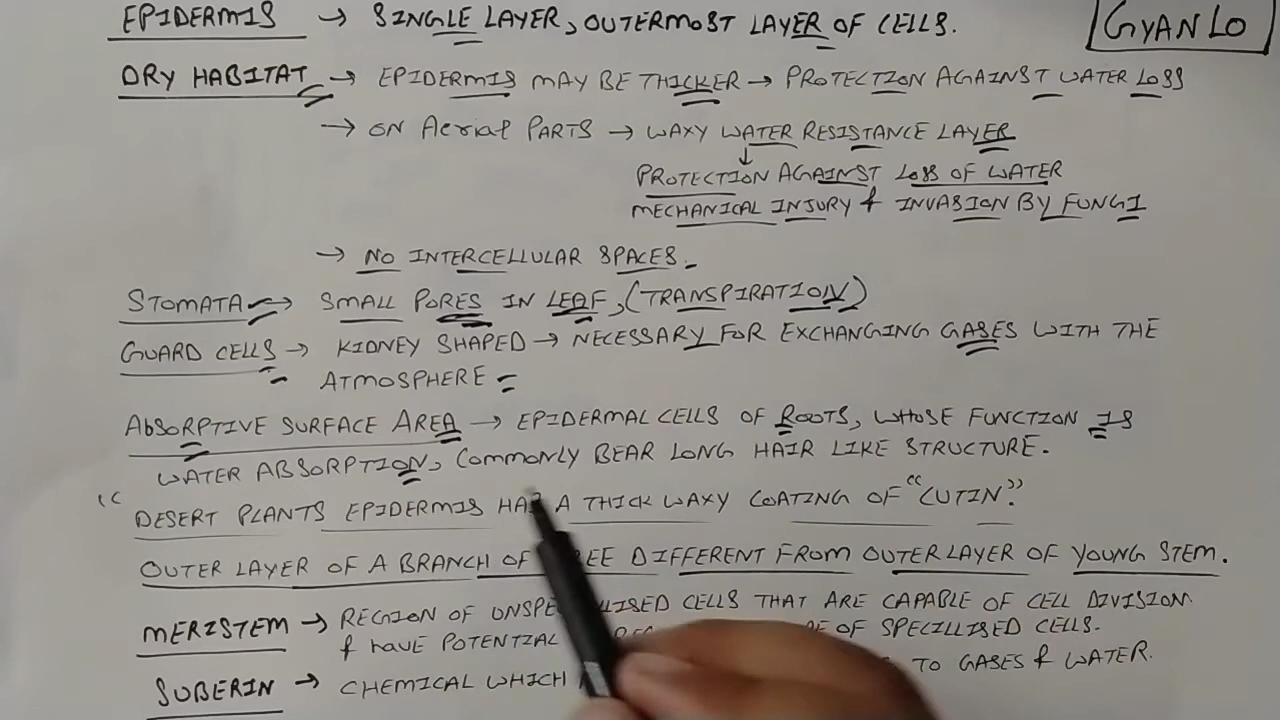 EPIDERMIS → SINGLE LAYER, OUTERMOST LAYER OF CELLS.
GYANLO
DRY HABITAT → EPIDERMIS MAY BE THICKER → PROTECTION AGAINST WATER LOSS
→ ON AERIAL PARTS → WAXY WATER RESISTANCE LAYER
↓
PROTECTION AGAINST LOSS OF WATER
MECHANICAL INJURY & INVASION BY FUNGI
→ NO INTERCELLULAR SPACES.
STOMATA → SMALL PORES IN LEAF, (TRANSPIRATION)
GUARD CELLS → KIDNEY SHAPED → NECESSARY FOR EXCHANGING GASES WITH THE
ATMOSPHERE
ABSORPTIVE SURFACE AREA → EPIDERMAL CELLS OF ROOTS, WHOSE FUNCTION IS
WATER ABSORPTION, COMMONLY BEAR LONG HAIR LIKE STRUCTURE.
“ DESERT PLANTS EPIDERMIS HAS A THICK WAXY COATING OF “CUTIN”.
OUTER LAYER OF A BRANCH OF DIFFERENT FROM OUTER LAYER OF YOUNG STEM.
MERISTEM → REGION OF CELLS THAT ARE CAPABLE OF CELL DIVISION.
& HAVE POTENTIAL OF SPECILLISED CELLS.
SUBERIN → CHEMICAL WHICH TO GASES & WATER.